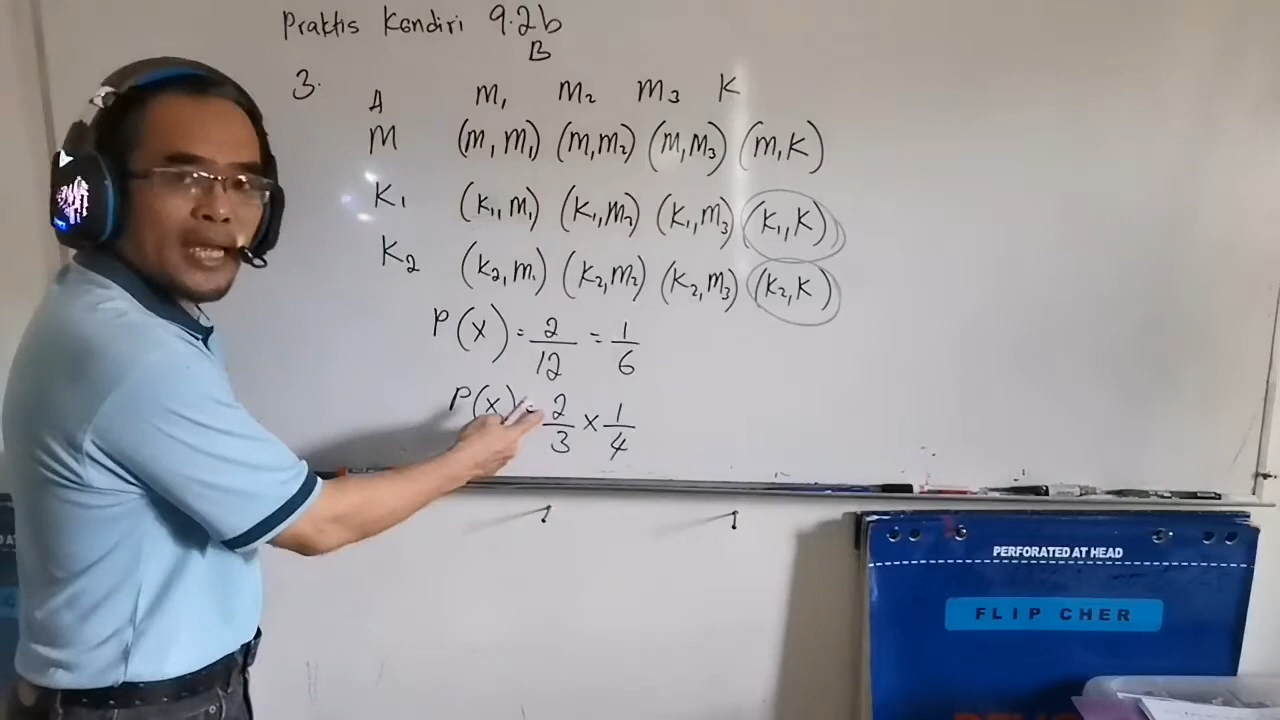 Praktis Kendiri 9.2b
B
3.
A M₁ M₂ M₃ K
M (M, M₁) (M, M₂) (M, M₃) (M, K)
K₁ (K₁, M₁) (K₁, M₂) (K₁, M₃) (K₁, K)
K₂ (K₂, M₁) (K₂, M₂) (K₂, M₃) (K₂, K)
P(X) = 2/12 = 1/6
P(X) = 2/3 × 1/4
PERFORATED AT HEAD
FLIP CHER